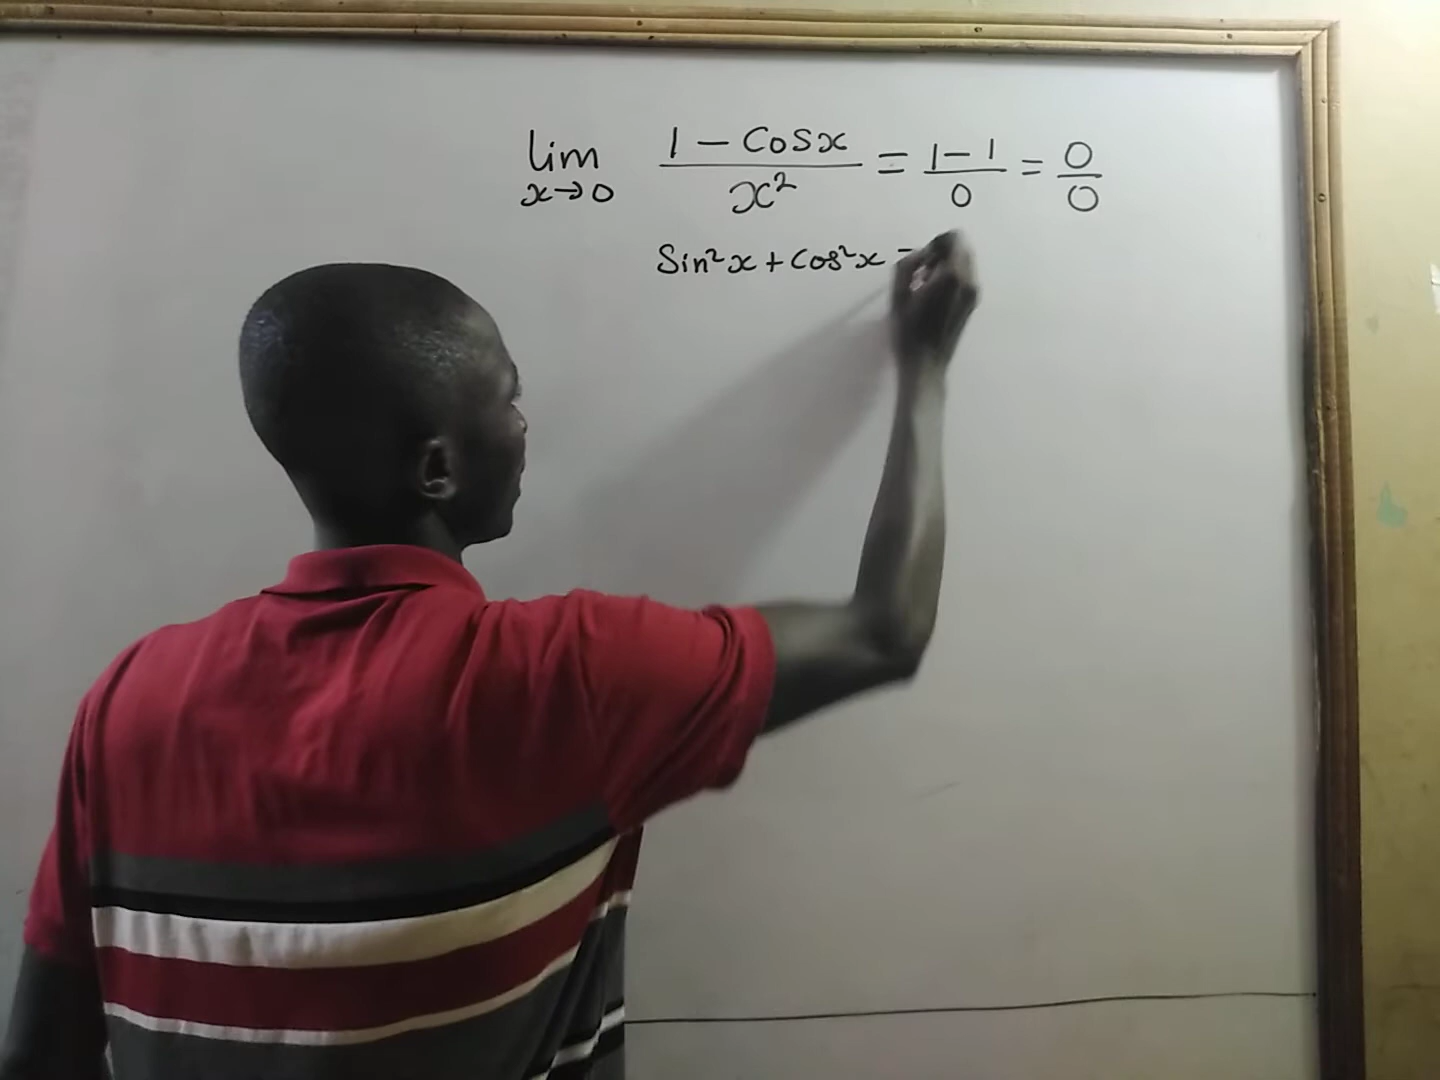 lim x→0 1 - Cosx / x² = 1-1 / 0 = 0 / 0
Sin²x + Cos²x =